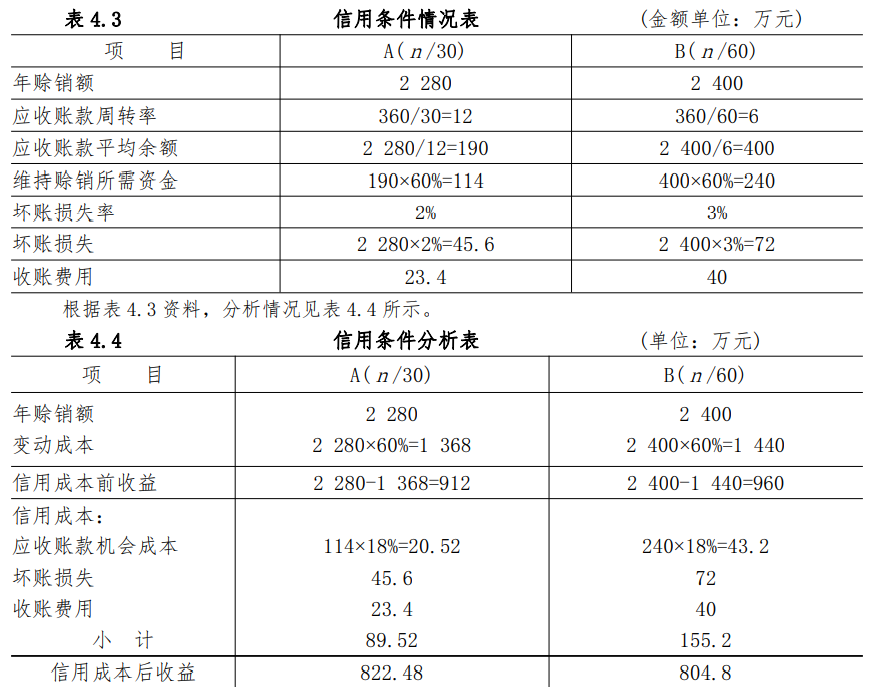 表 4.3 信用条件情况表 (金额单位：万元)
项 目 A(n/30) B(n/60)
年赊销额 2 280 2 400
应收账款周转率 360/30=12 360/60=6
应收账款平均余额 2 280/12=190 2 400/6=400
维持赊销所需资金 190×60%=114 400×60%=240
坏账损失率 2% 3%
坏账损失 2 280×2%=45.6 2 400×3%=72
收账费用 23.4 40
根据表 4.3 资料，分析情况见表 4.4 所示。
表 4.4 信用条件分析表 (单位：万元)
项 目 A(n/30) B(n/60)
年赊销额 2 280 2 400
变动成本 2 280×60%=1 368 2 400×60%=1 440
信用成本前收益 2 280-1 368=912 2 400-1 440=960
信用成本：
应收账款机会成本 114×18%=20.52 240×18%=43.2
坏账损失 45.6 72
收账费用 23.4 40
小 计 89.52 155.2
信用成本后收益 822.48 804.8